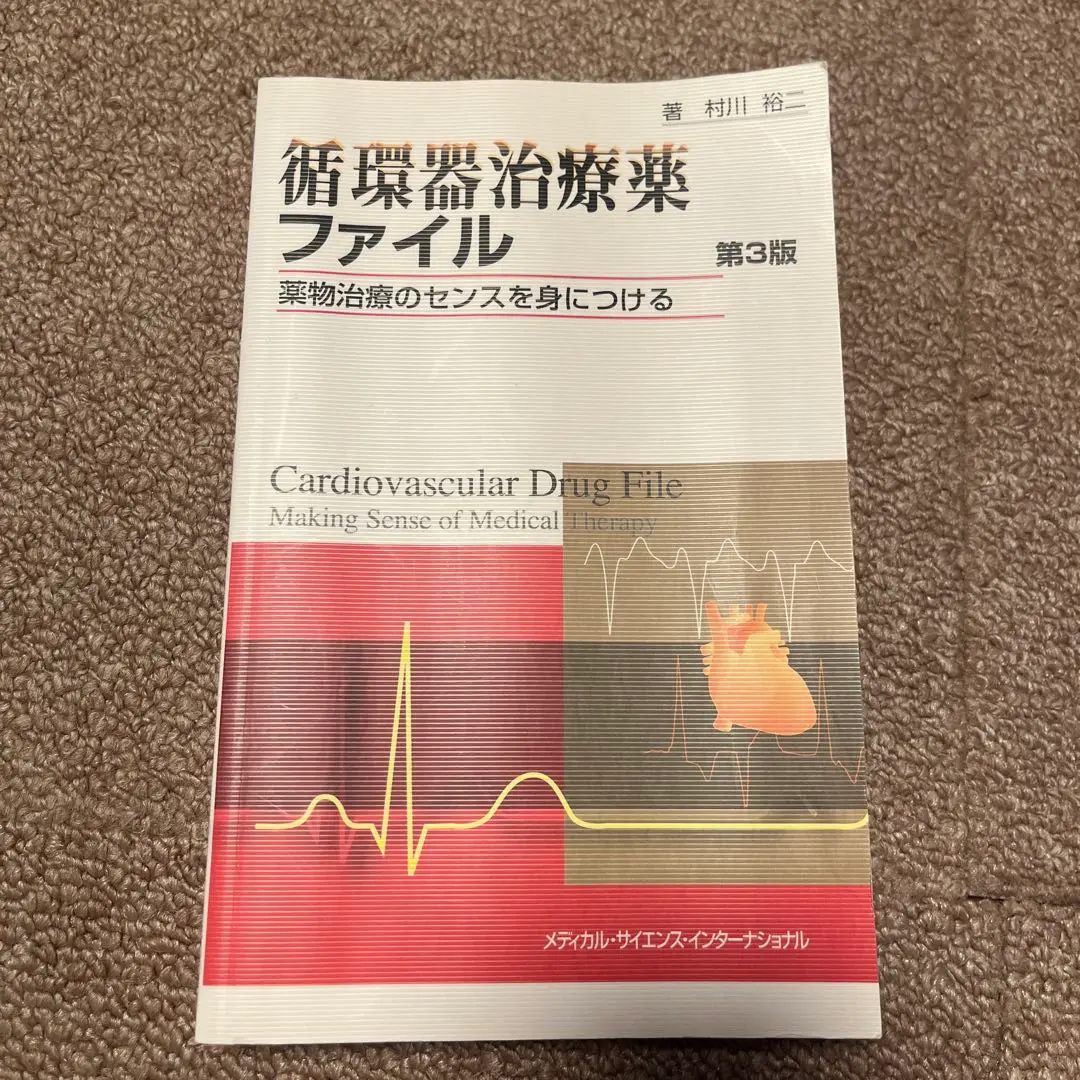 著 村川 裕二
循環器治療薬
ファイル
第3版
薬物治療のセンスを身につける
Cardiovascular Drug File
Making Sense of Medical Therapy
メディカル・サイエンス・インターナショナル